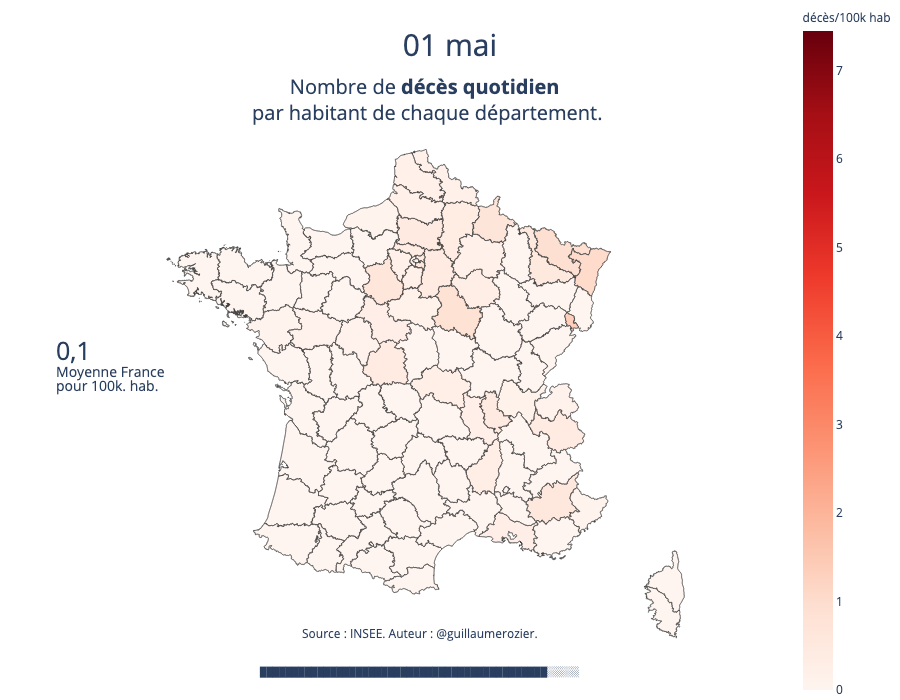 décès/100k hab
01 mai
Nombre de décès quotidien
par habitant de chaque département.
7
6
5
4
3
2
1
0
0,1
Moyenne France
pour 100k. hab.
Source : INSEE. Auteur : @guillaumerozier.